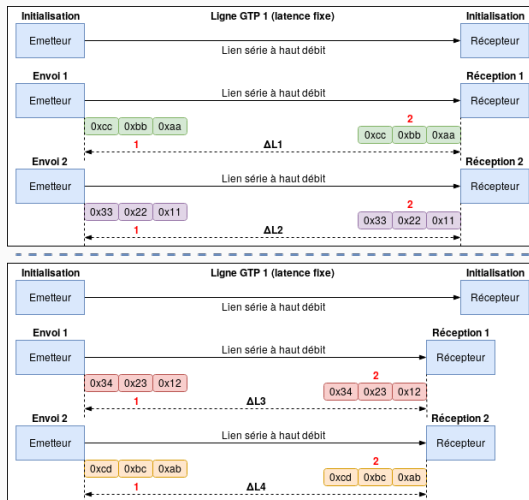 Initialisation Ligne GTP 1 (latence fixe) Initialisation
Emetteur Récepteur
Lien série à haut débit
Envoi 1 Réception 1
Emetteur Lien série à haut débit Récepteur
2
0xcc 0xbb 0xaa 0xcc 0xbb 0xaa
1 ΔL1
Envoi 2 Réception 2
Emetteur Récepteur
Lien série à haut débit
2
0x33 0x22 0x11 0x33 0x22 0x11
1 ΔL2
Initialisation Ligne GTP 1 (latence fixe) Initialisation
Emetteur Récepteur
Lien série à haut débit
Envoi 1 Réception 1
Emetteur Lien série à haut débit Récepteur
2
0x34 0x23 0x12 0x34 0x23 0x12
1 ΔL3
Envoi 2 Réception 2
Emetteur Récepteur
Lien série à haut débit
2
0xcd 0xbc 0xab 0xcd 0xbc 0xab
1 ΔL4